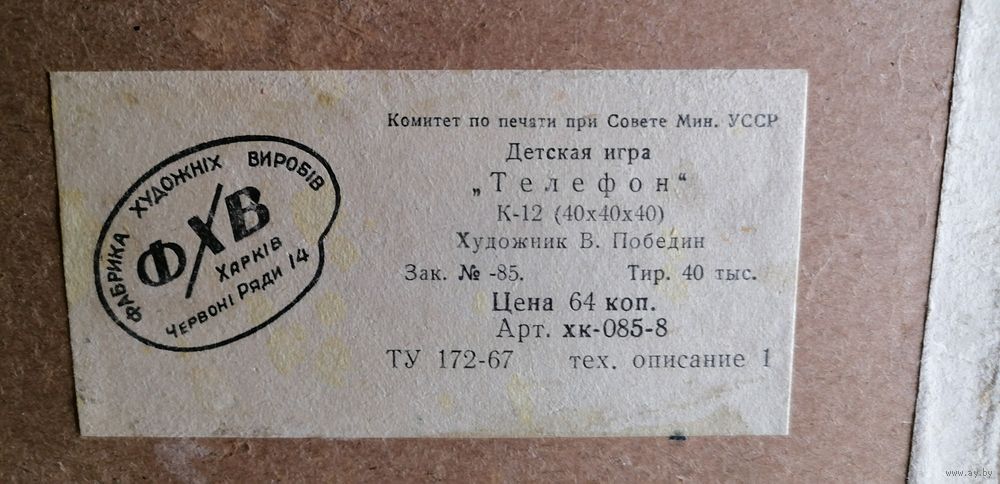 ФАБРИКА ХУДОЖНІХ ВИРОБІВ
ФХВ
ХАРКІВ
ЧЕРВОНІ РЯДИ 14
Комитет по печати при Совете Мин. УССР
Детская игра
„Телефон“
К-12 (40х40х40)
Художник В. Победин
Зак. № -85. Тир. 40 тыс.
Цена 64 коп.
Арт. хк-085-8
ТУ 172-67 тех. описание 1
www.ay.by